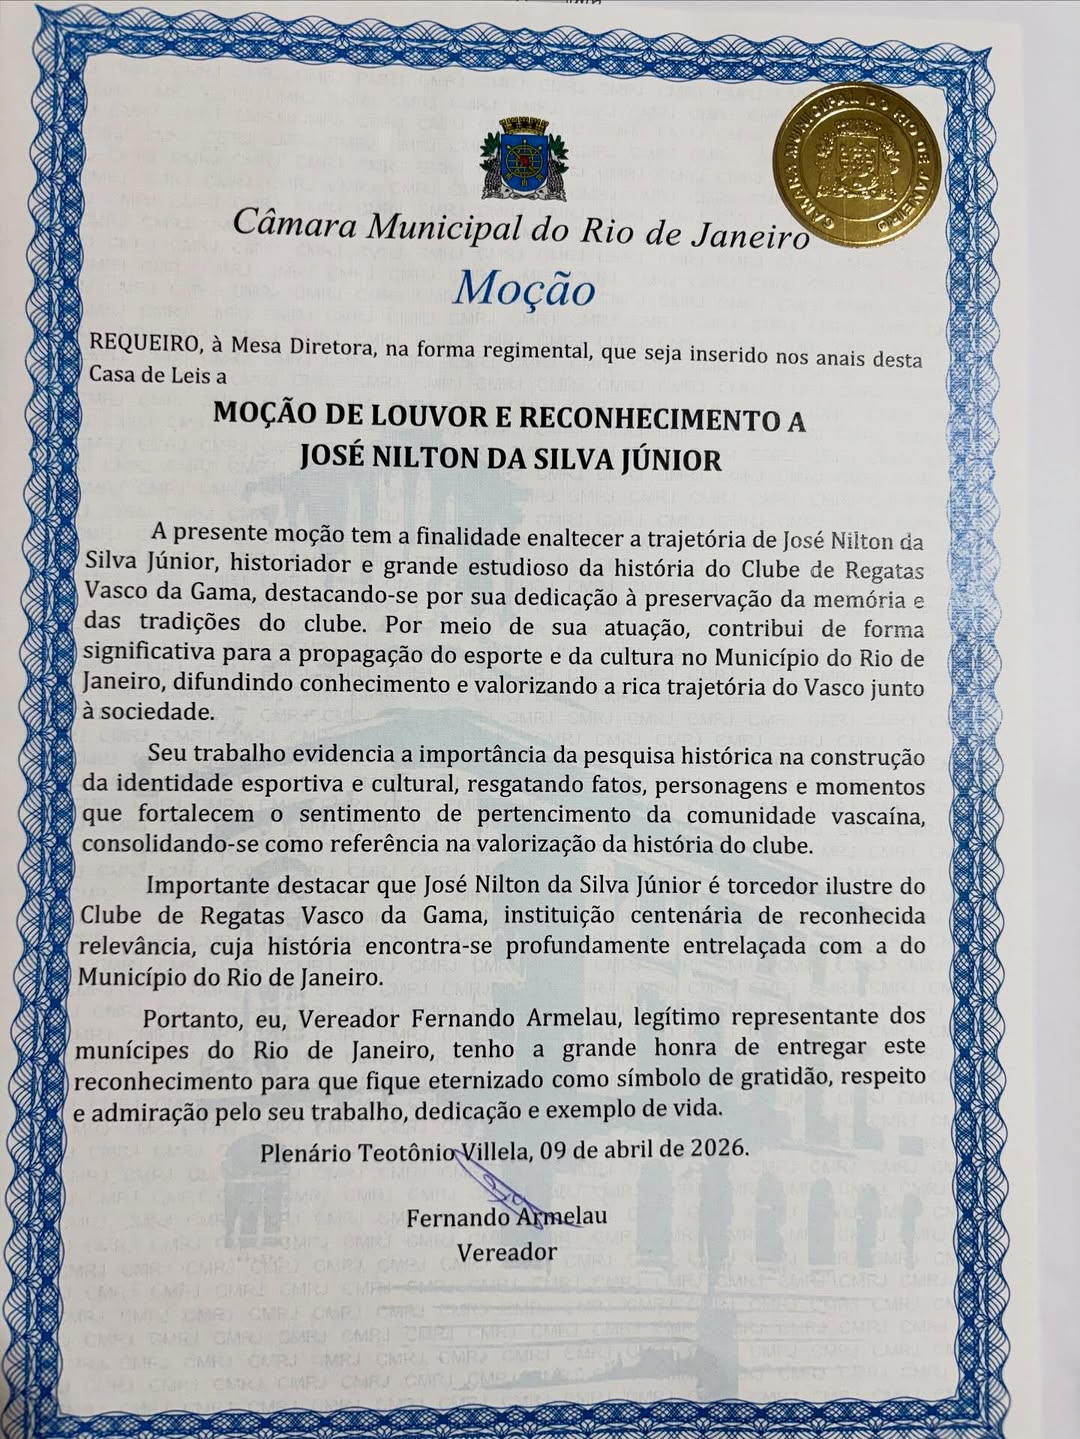 CAMARA MUNICIPAL DO RIO DE JANEIRO
Câmara Municipal do Rio de Janeiro
Moção
REQUEIRO, à Mesa Diretora, na forma regimental, que seja inserido nos anais desta
Casa de Leis a
MOÇÃO DE LOUVOR E RECONHECIMENTO A
JOSÉ NILTON DA SILVA JÚNIOR
A presente moção tem a finalidade enaltecer a trajetória de José Nilton da
Silva Júnior, historiador e grande estudioso da história do Clube de Regatas
Vasco da Gama, destacando-se por sua dedicação à preservação da memória e
das tradições do clube. Por meio de sua atuação, contribui de forma
significativa para a propagação do esporte e da cultura no Município do Rio de
Janeiro, difundindo conhecimento e valorizando a rica trajetória do Vasco junto
à sociedade.
Seu trabalho evidencia a importância da pesquisa histórica na construção
da identidade esportiva e cultural, resgatando fatos, personagens e momentos
que fortalecem o sentimento de pertencimento da comunidade vascaína,
consolidando-se como referência na valorização da história do clube.
Importante destacar que José Nilton da Silva Júnior é torcedor ilustre do
Clube de Regatas Vasco da Gama, instituição centenária de reconhecida
relevância, cuja história encontra-se profundamente entrelaçada com a do
Município do Rio de Janeiro.
Portanto, eu, Vereador Fernando Armelau, legítimo representante dos
munícipes do Rio de Janeiro, tenho a grande honra de entregar este
reconhecimento para que fique eternizado como símbolo de gratidão, respeito
e admiração pelo seu trabalho, dedicação e exemplo de vida.
Plenário Teotônio Villela, 09 de abril de 2026.
Fernando Armelau
Vereador